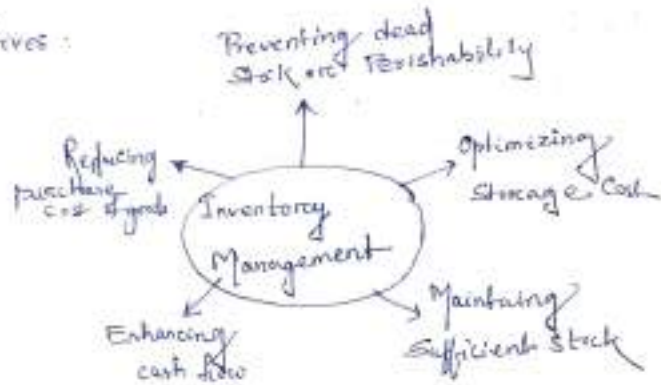 Preventing dead
Stock or Perishability
Reducing
purchase
cost of goods
Optimizing
Storage Cost
Inventory
Management
Enhancing
cash flow
Maintaing
Sufficient Stock